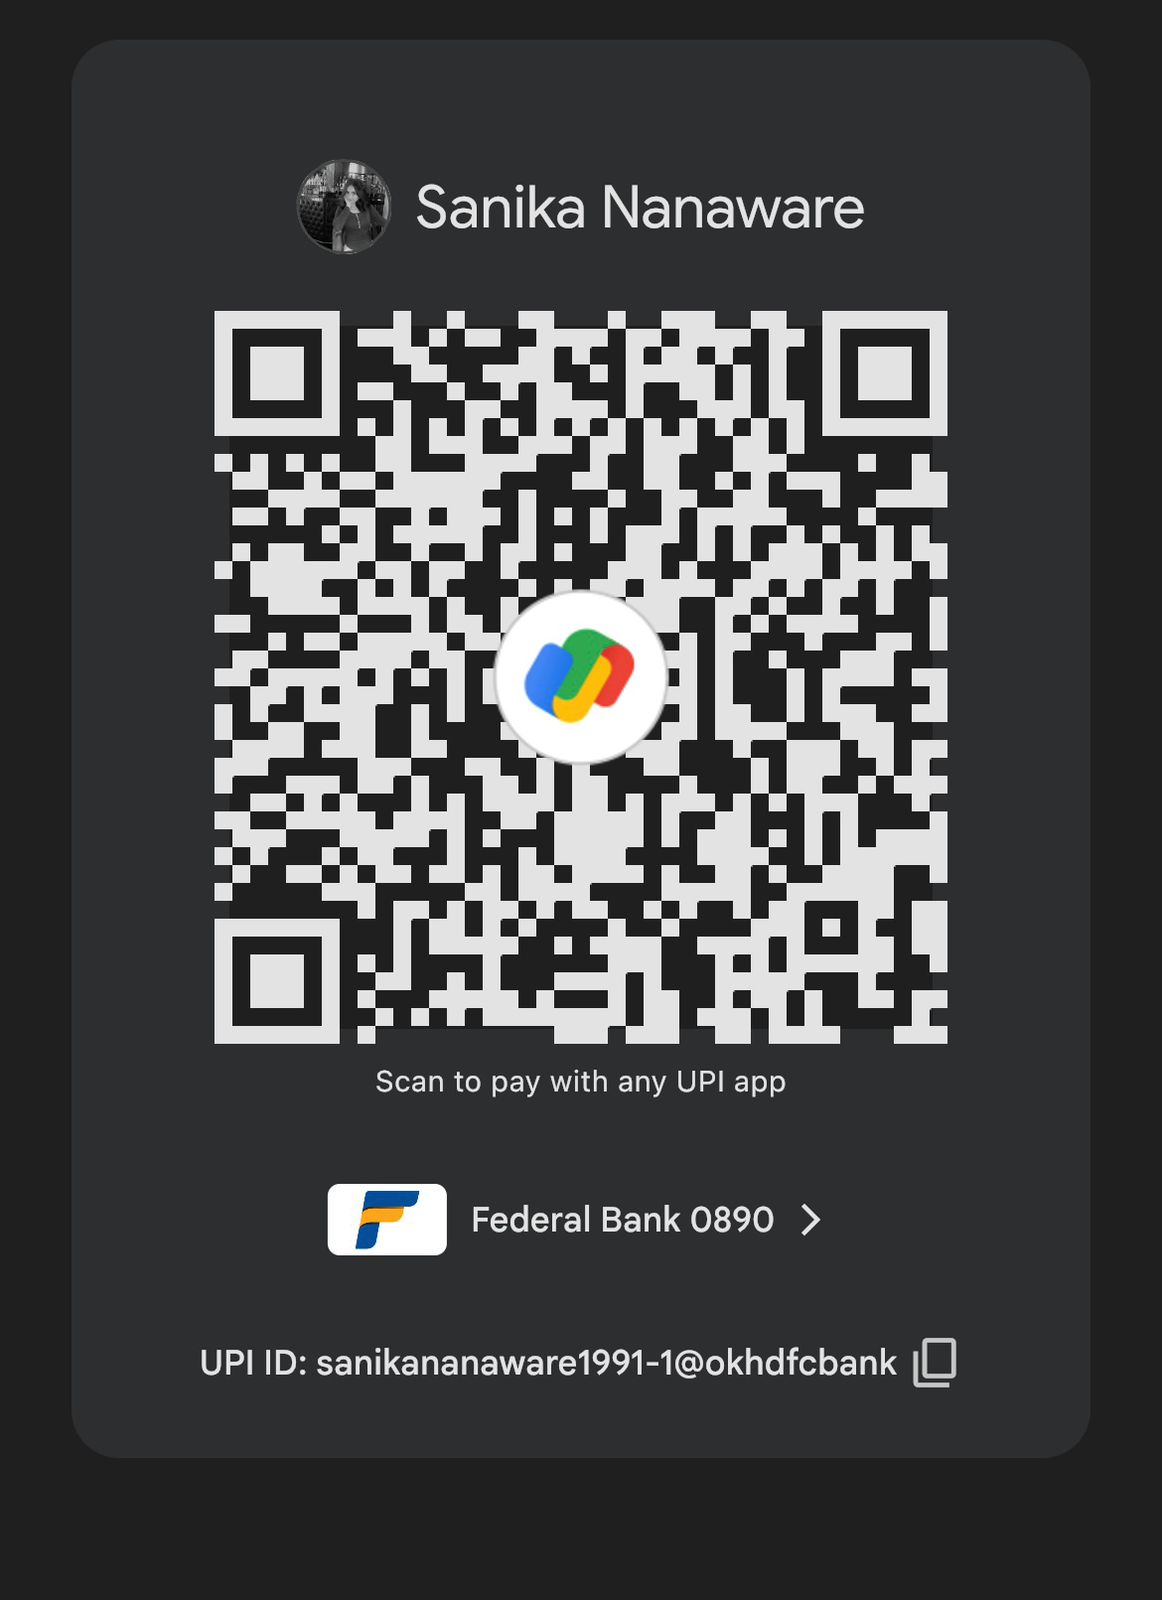 Sanika Nanaware
Scan to pay with any UPI app
Federal Bank 0890
UPI ID: sanikananaware1991-1@okhdfcbank